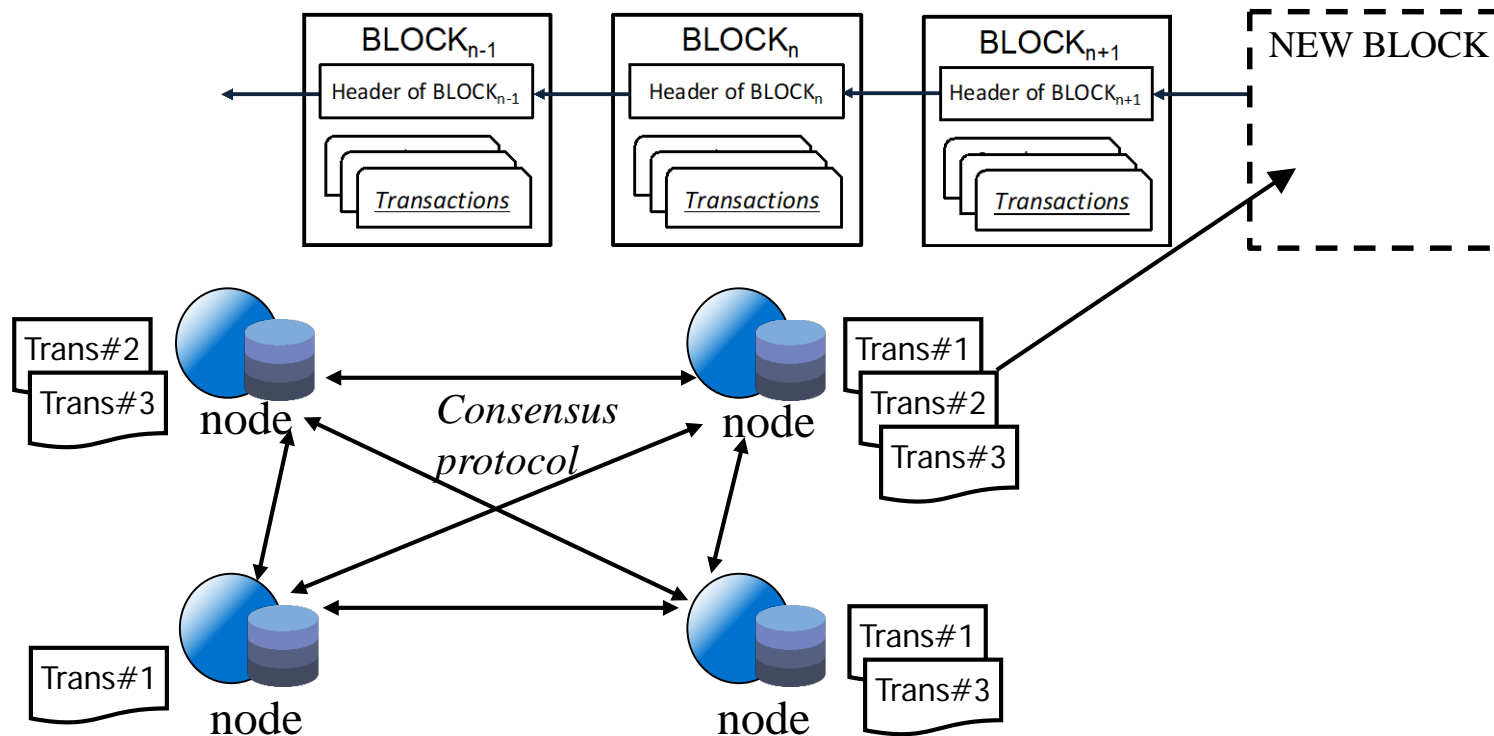 BLOCKn-1
BLOCKn
BLOCKn+1
NEW BLOCK
Header of BLOCKn-1
Header of BLOCKn
Header of BLOCKn+1
Transactions
Transactions
Transactions
Trans#2
Trans#3
node
Consensus
protocol
node
Trans#1
Trans#2
Trans#3
Trans#1
node
node
Trans#1
Trans#3